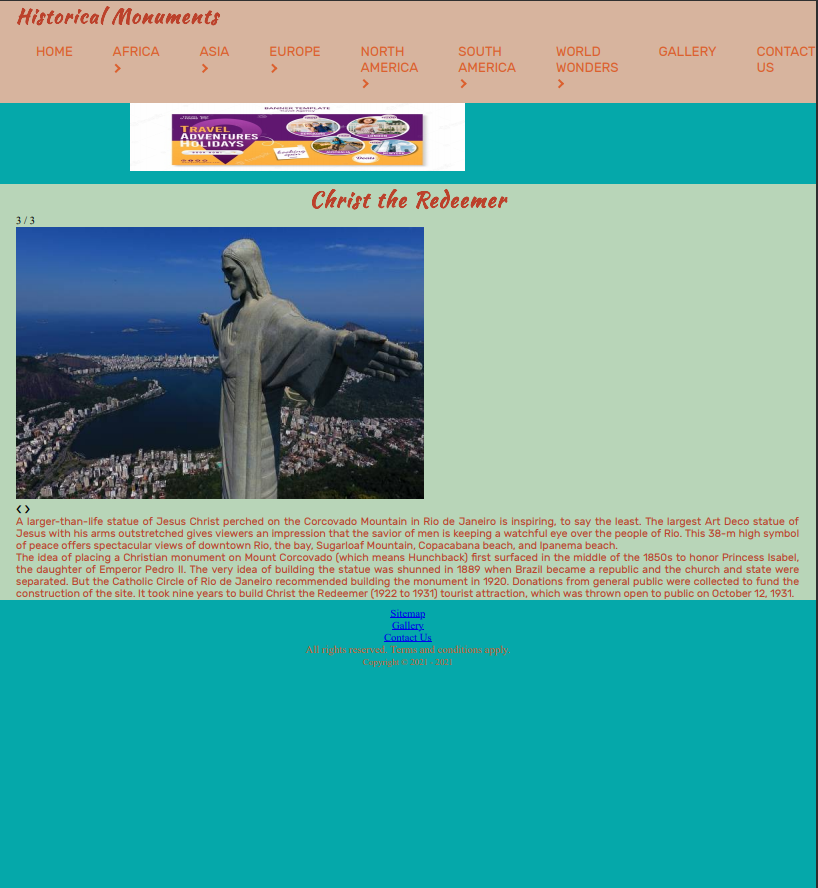 Historical Monuments
HOME
AFRICA
ASIA
EUROPE
NORTH AMERICA
SOUTH AMERICA
WORLD WONDERS
GALLERY
CONTACT US
BANNER TEMPLATE
Travel Agency
TRAVEL
ADVENTURES
HOLIDAYS
Booking
Deals
Christ the Redeemer
3 / 3
A larger-than-life statue of Jesus Christ perched on the Corcovado Mountain in Rio de Janeiro is inspiring, to say the least. The largest Art Deco statue of
Jesus with his arms outstretched gives viewers an impression that the savior of men is keeping a watchful eye over the people of Rio. This 38-m high symbol
of peace offers spectacular views of downtown Rio, the bay, Sugarloaf Mountain, Copacabana beach, and Ipanema beach.
The idea of placing a Christian monument on Mount Corcovado (which means Hunchback) first surfaced in the middle of the 1850s to honor Princess Isabel,
the daughter of Emperor Pedro II. The very idea of building the statue was shunned in 1889 when Brazil became a republic and the church and state were
separated. But the Catholic Circle of Rio de Janeiro recommended building the monument in 1920. Donations from general public were collected to fund the
construction of the site. It took nine years to build Christ the Redeemer (1922 to 1931) tourist attraction, which was thrown open to public on October 12, 1931.
Sitemap
Gallery
Contact Us
All rights reserved. Terms and conditions apply.
Copyright © 2021 - 2021